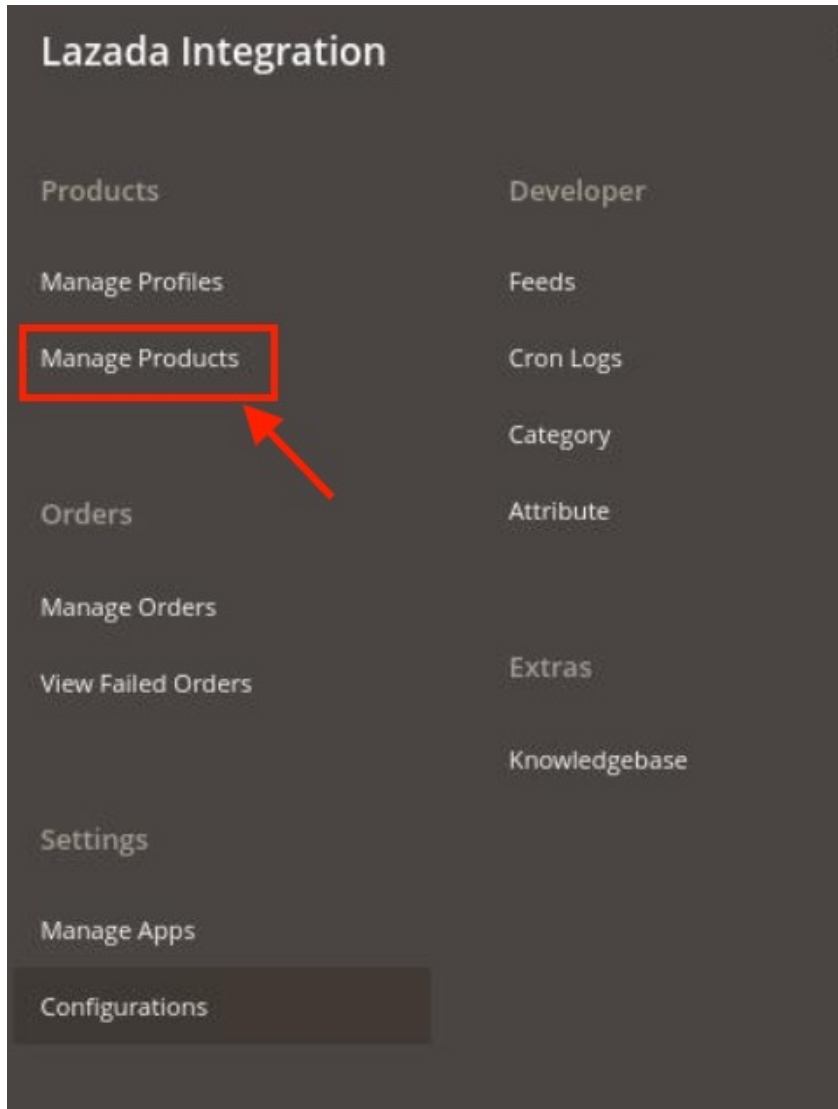 Lazada Integration
Products
Manage Profiles
Manage Products
Orders
Manage Orders
View Failed Orders
Settings
Manage Apps
Configurations
Developer
Feeds
Cron Logs
Category
Attribute
Extras
Knowledgebase